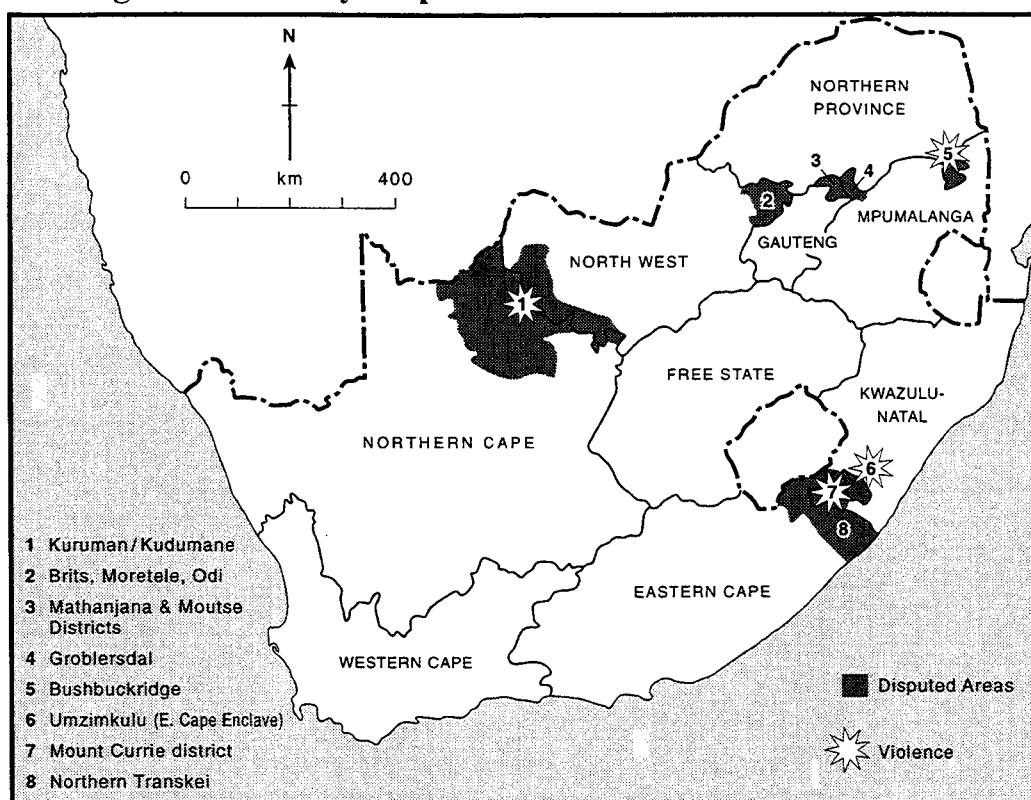 N
0 km 400
NORTHERN
PROVINCE
3
4
5
2
MPUMALANGA
GAUTENG
NORTH WEST
1
FREE STATE
KWAZULU-
NATAL
NORTHERN CAPE
6
7
8
EASTERN CAPE
WESTERN CAPE
1 Kuruman/Kudumane
2 Brits, Moretele, Odi
3 Mathanjana & Moutse
Districts
4 Groblersdal
5 Bushbuckridge
6 Umzimkulu (E. Cape Enclave)
7 Mount Currie district
8 Northern Transkei
Disputed Areas
Violence